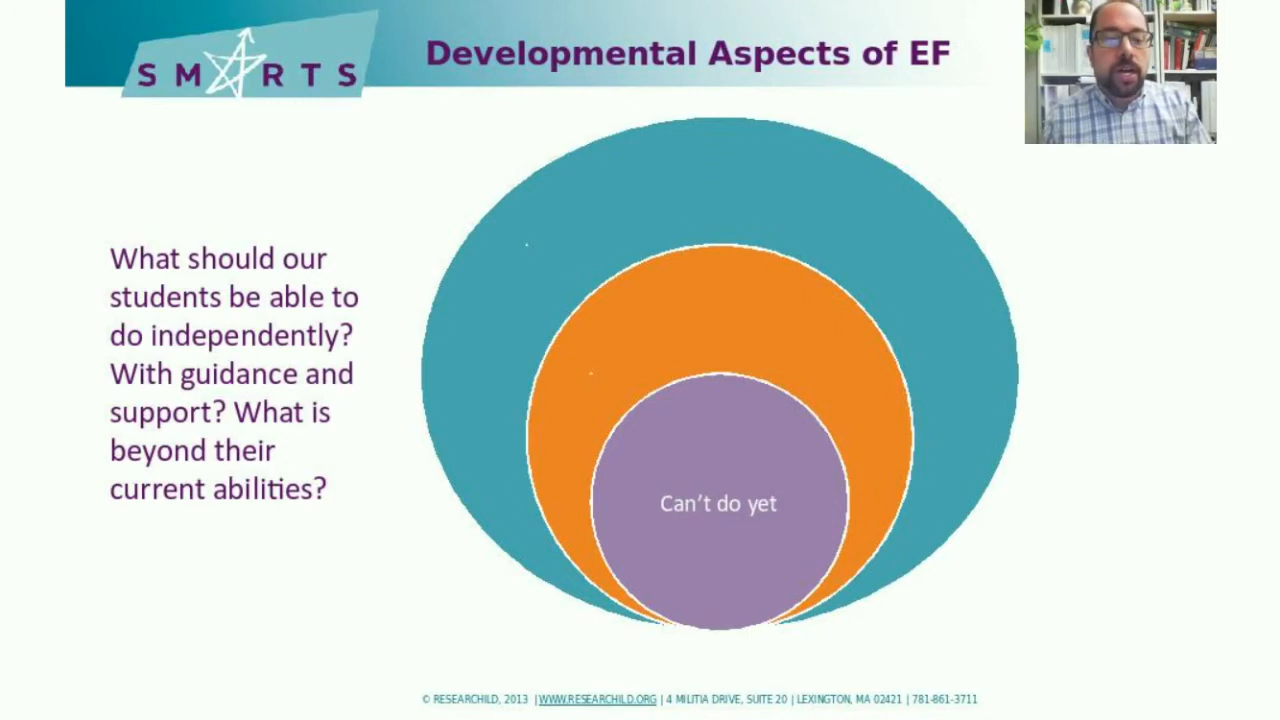 SMARTS
Developmental Aspects of EF
What should our
students be able to
do independently?
With guidance and
support? What is
beyond their
current abilities?
Can’t do yet
© RESEARCHILD, 2013 | WWW.RESEARCHILD.ORG | 4 MILITIA DRIVE, SUITE 20 | LEXINGTON, MA 02421 | 781-861-3711